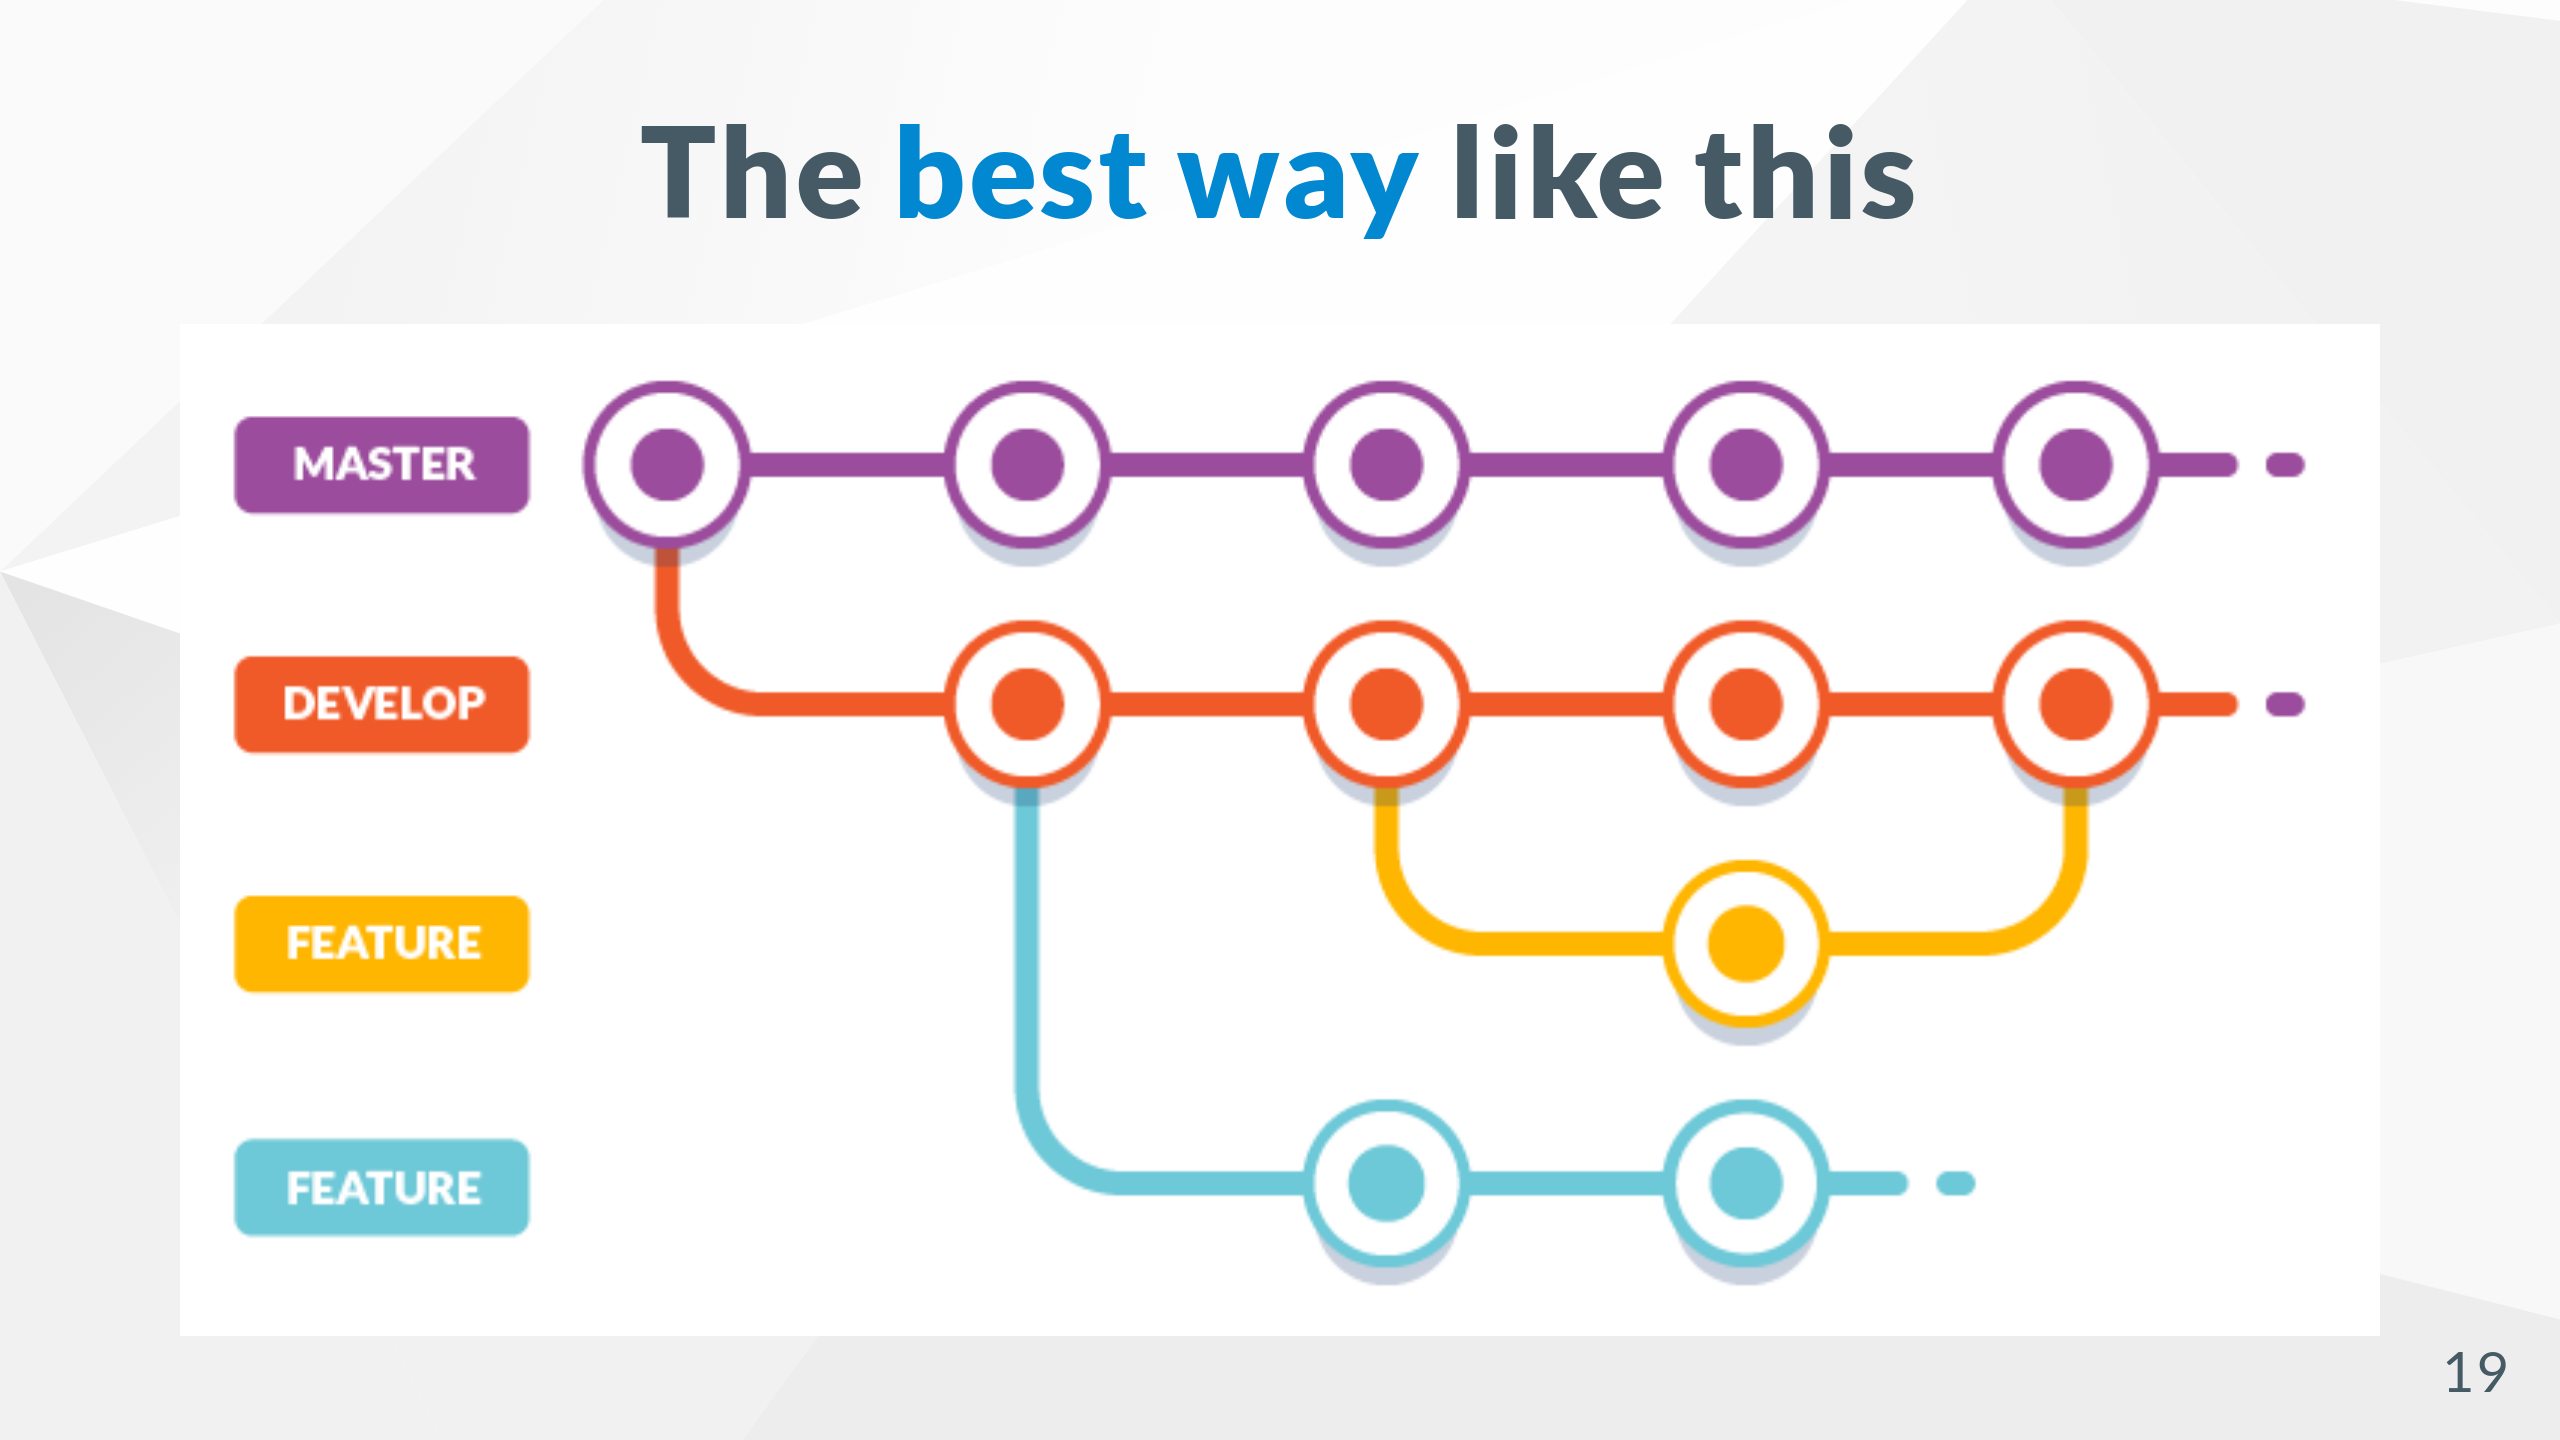 The best way like this
MASTER
DEVELOP
FEATURE
FEATURE
19